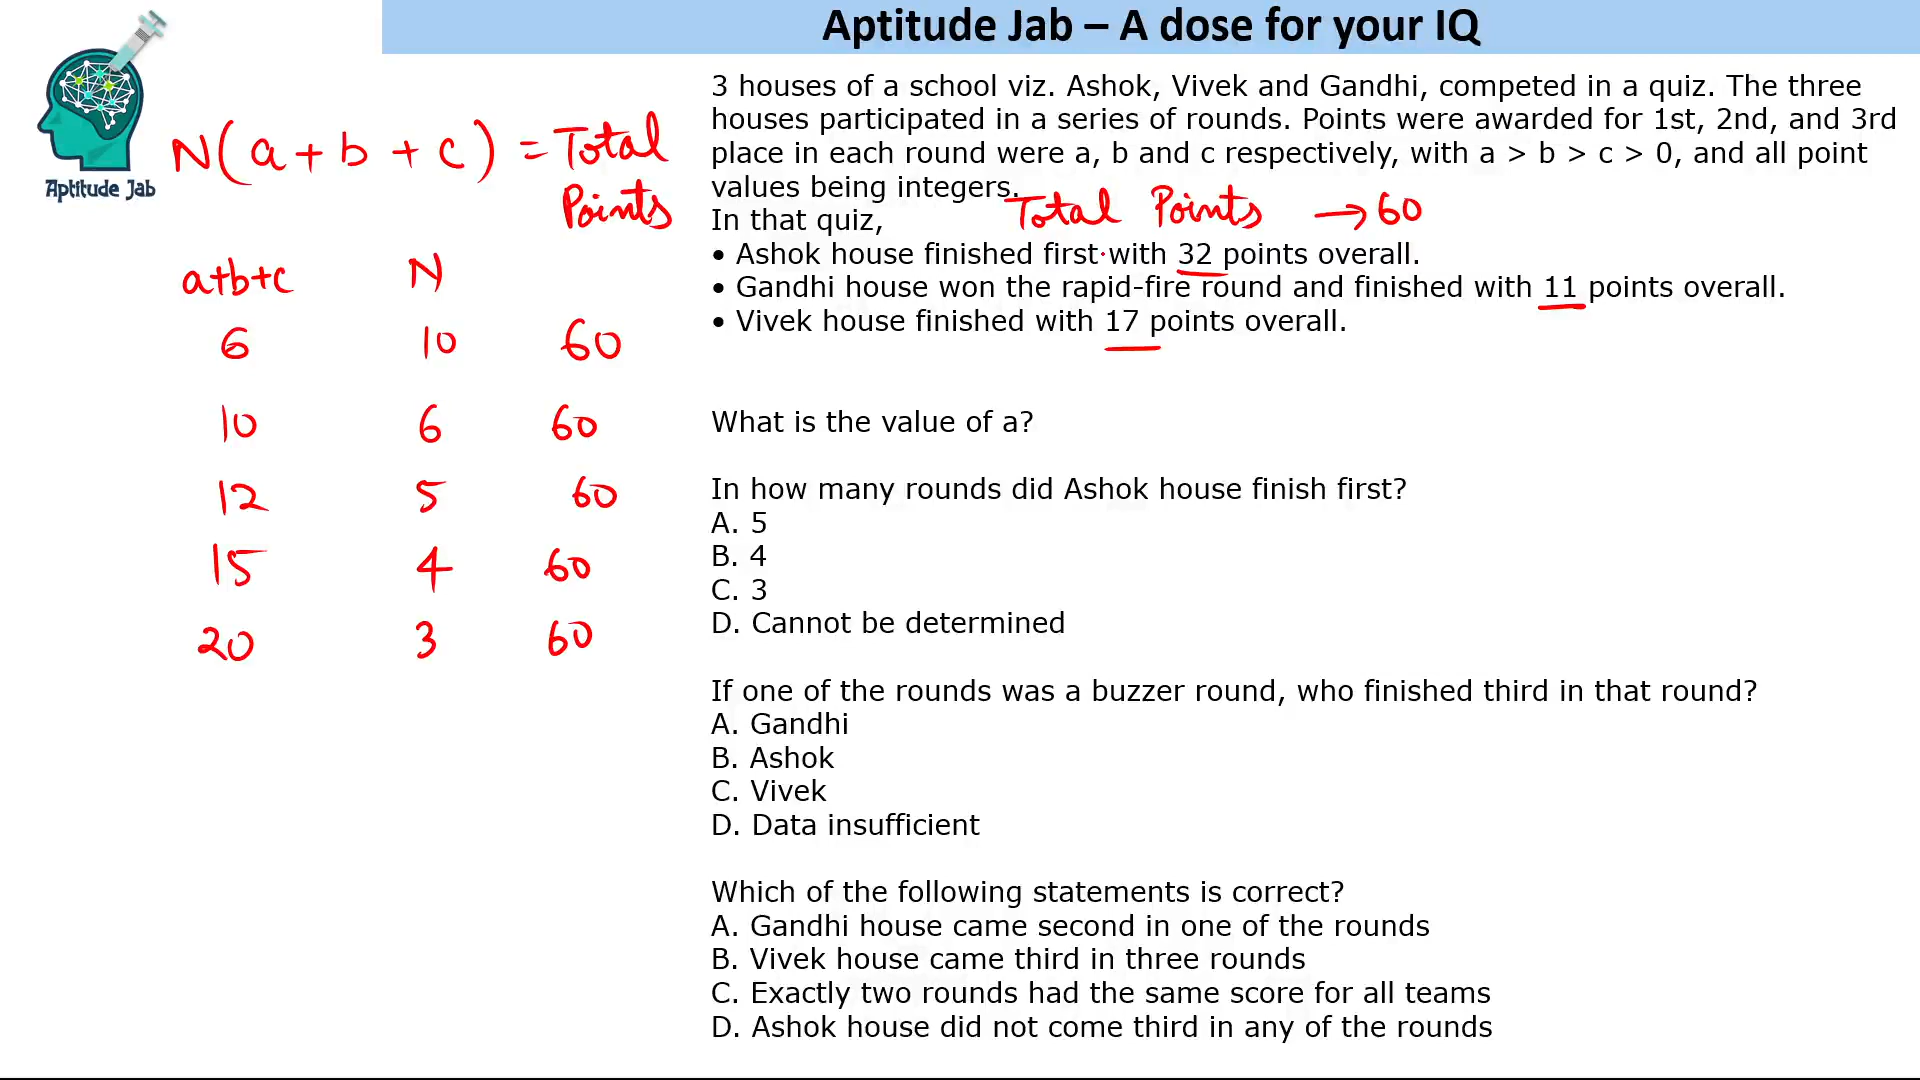 Aptitude Jab – A dose for your IQ
Aptitude Jab
N(a+b+c) = Total Points
a+b+c N
6 10 60
10 6 60
12 5 60
15 4 60
20 3 60
3 houses of a school viz. Ashok, Vivek and Gandhi, competed in a quiz. The three
houses participated in a series of rounds. Points were awarded for 1st, 2nd, and 3rd
place in each round were a, b and c respectively, with a > b > c > 0, and all point
values being integers.
Total Points → 60
In that quiz,
• Ashok house finished first with 32 points overall.
• Gandhi house won the rapid-fire round and finished with 11 points overall.
• Vivek house finished with 17 points overall.
What is the value of a?
In how many rounds did Ashok house finish first?
A. 5
B. 4
C. 3
D. Cannot be determined
If one of the rounds was a buzzer round, who finished third in that round?
A. Gandhi
B. Ashok
C. Vivek
D. Data insufficient
Which of the following statements is correct?
A. Gandhi house came second in one of the rounds
B. Vivek house came third in three rounds
C. Exactly two rounds had the same score for all teams
D. Ashok house did not come third in any of the rounds